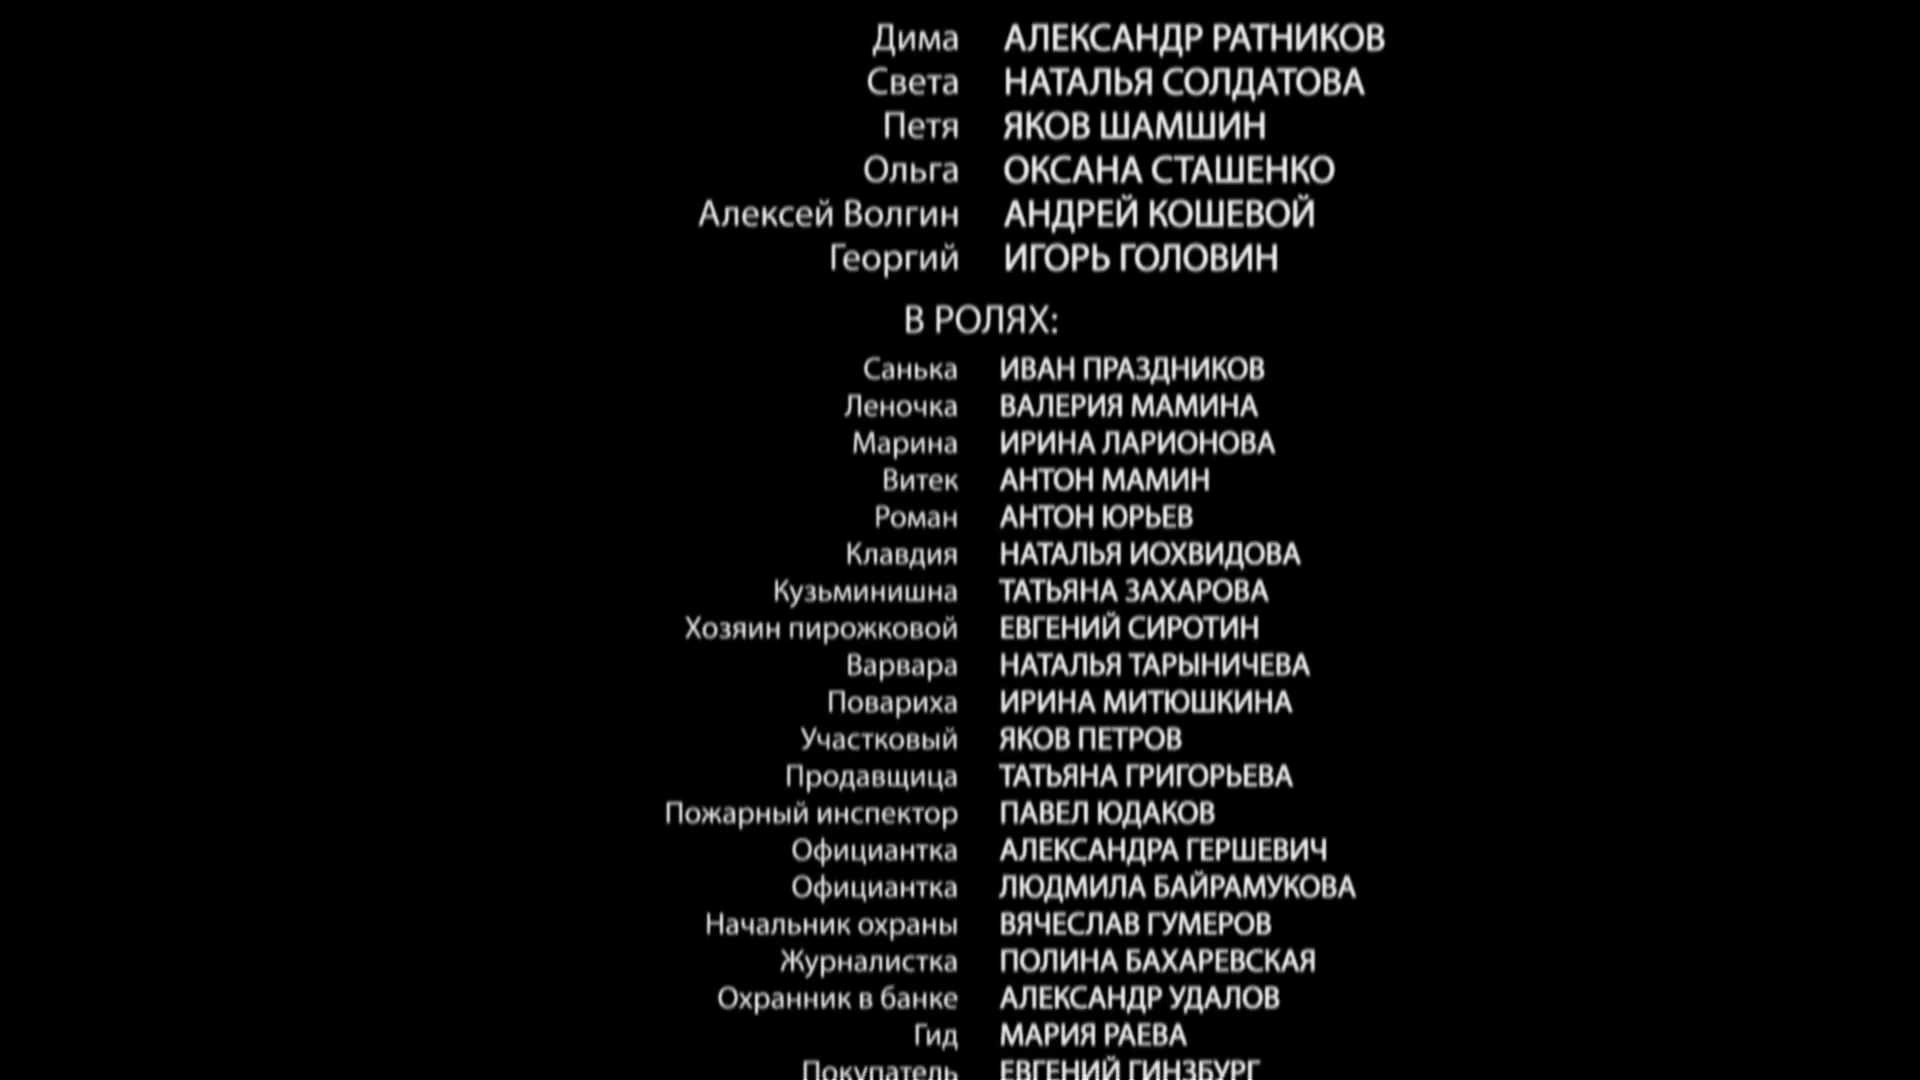 Дима АЛЕКСАНДР РАТНИКОВ
Света НАТАЛЬЯ СОЛДАТОВА
Петя ЯКОВ ШАМШИН
Ольга ОКСАНА СТАШЕНКО
Алексей Волгин АНДРЕЙ КОШЕВОЙ
Георгий ИГОРЬ ГОЛОВИН
В РОЛЯХ:
Санька ИВАН ПРАЗДНИКОВ
Леночка ВАЛЕРИЯ МАМИНА
Марина ИРИНА ЛАРИОНОВА
Витек АНТОН МАМИН
Роман АНТОН ЮРЬЕВ
Клавдия НАТАЛЬЯ ИОХВИДОВА
Кузьминишна ТАТЬЯНА ЗАХАРОВА
Хозяин пирожковой ЕВГЕНИЙ СИРОТИН
Варвара НАТАЛЬЯ ТАРЫНИЧЕВА
Повариха ИРИНА МИТЮШКИНА
Участковый ЯКОВ ПЕТРОВ
Продавщица ТАТЬЯНА ГРИГОРЬЕВА
Пожарный инспектор ПАВЕЛ ЮДАКОВ
Официантка АЛЕКСАНДРА ГЕРШЕВИЧ
Официантка ЛЮДМИЛА БАЙРАМУКОВА
Начальник охраны ВЯЧЕСЛАВ ГУМЕРОВ
Журналистка ПОЛИНА БАХАРЕВСКАЯ
Охранник в банке АЛЕКСАНДР УДАЛОВ
Гид МАРИЯ РАЕВА
Покупатель ЕВГЕНИЙ ГИНЗБУРГ